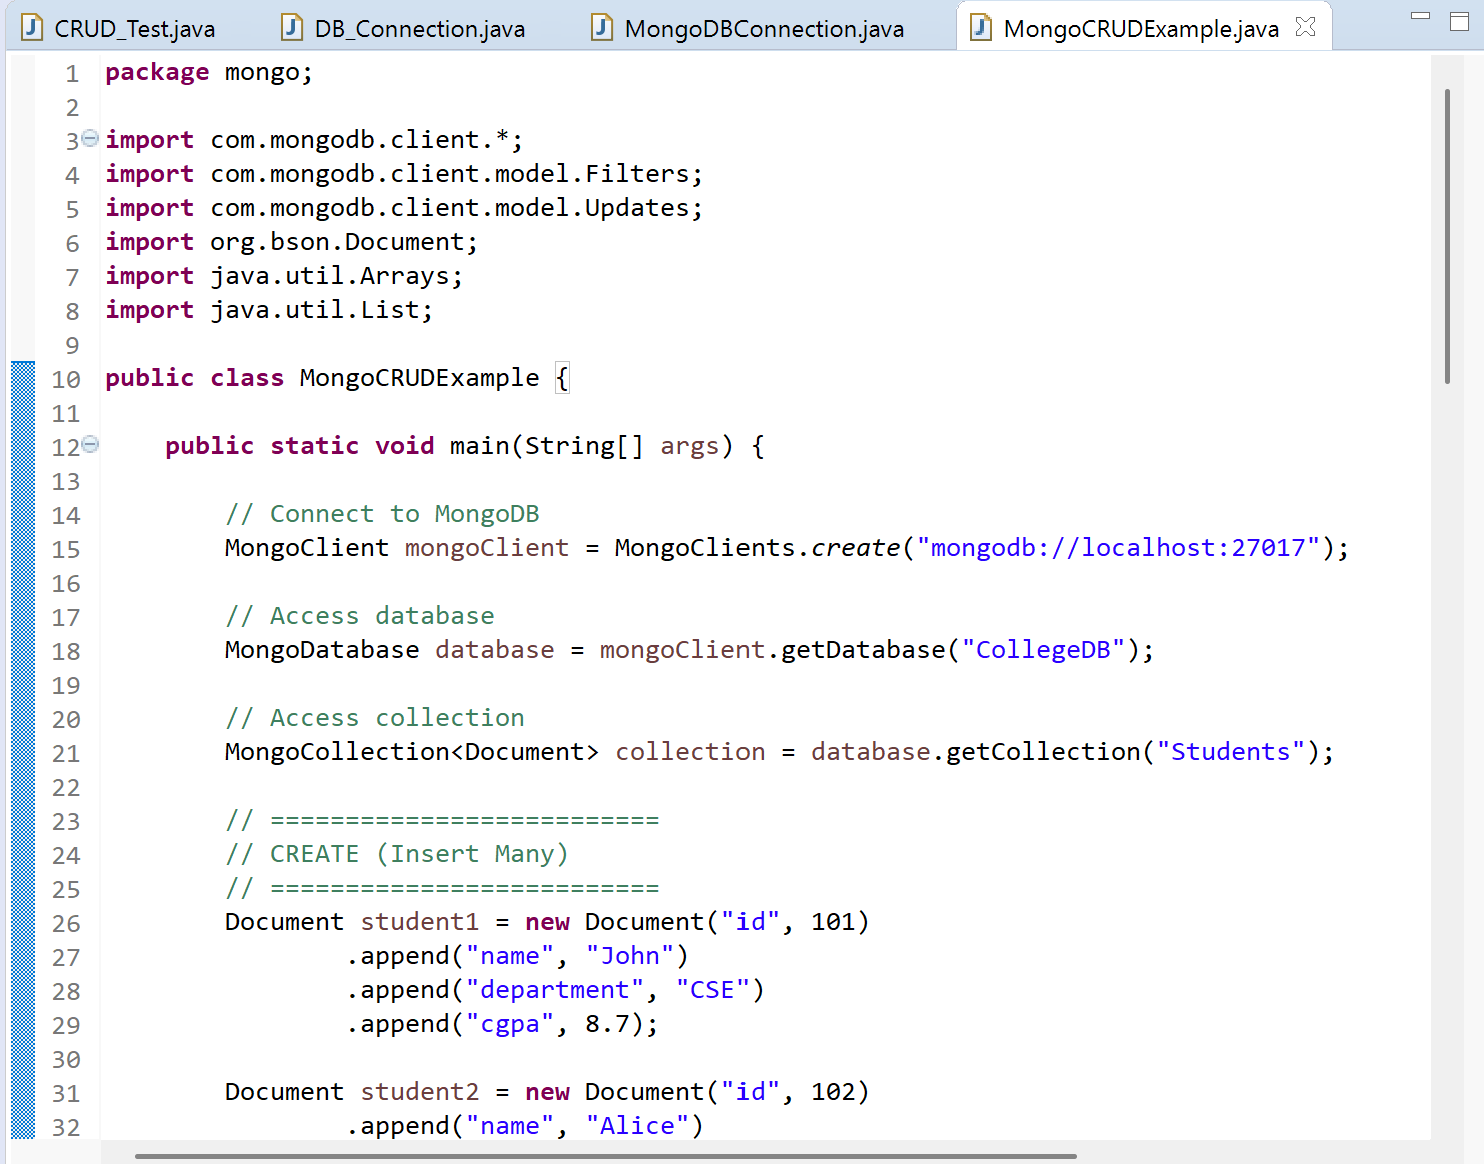 CRUD_Test.java DB_Connection.java MongoDBConnection.java MongoCRUDExample.java
1 package mongo;
2
3 import com.mongodb.client.*;
4 import com.mongodb.client.model.Filters;
5 import com.mongodb.client.model.Updates;
6 import org.bson.Document;
7 import java.util.Arrays;
8 import java.util.List;
9
10 public class MongoCRUDExample {
11
12     public static void main(String[] args) {
13
14         // Connect to MongoDB
15         MongoClient mongoClient = MongoClients.create("mongodb://localhost:27017");
16
17         // Access database
18         MongoDatabase database = mongoClient.getDatabase("CollegeDB");
19
20         // Access collection
21         MongoCollection<Document> collection = database.getCollection("Students");
22
23         // ==========================
24         // CREATE (Insert Many)
25         // ==========================
26         Document student1 = new Document("id", 101)
27                 .append("name", "John")
28                 .append("department", "CSE")
29                 .append("cgpa", 8.7);
30
31         Document student2 = new Document("id", 102)
32                 .append("name", "Alice")